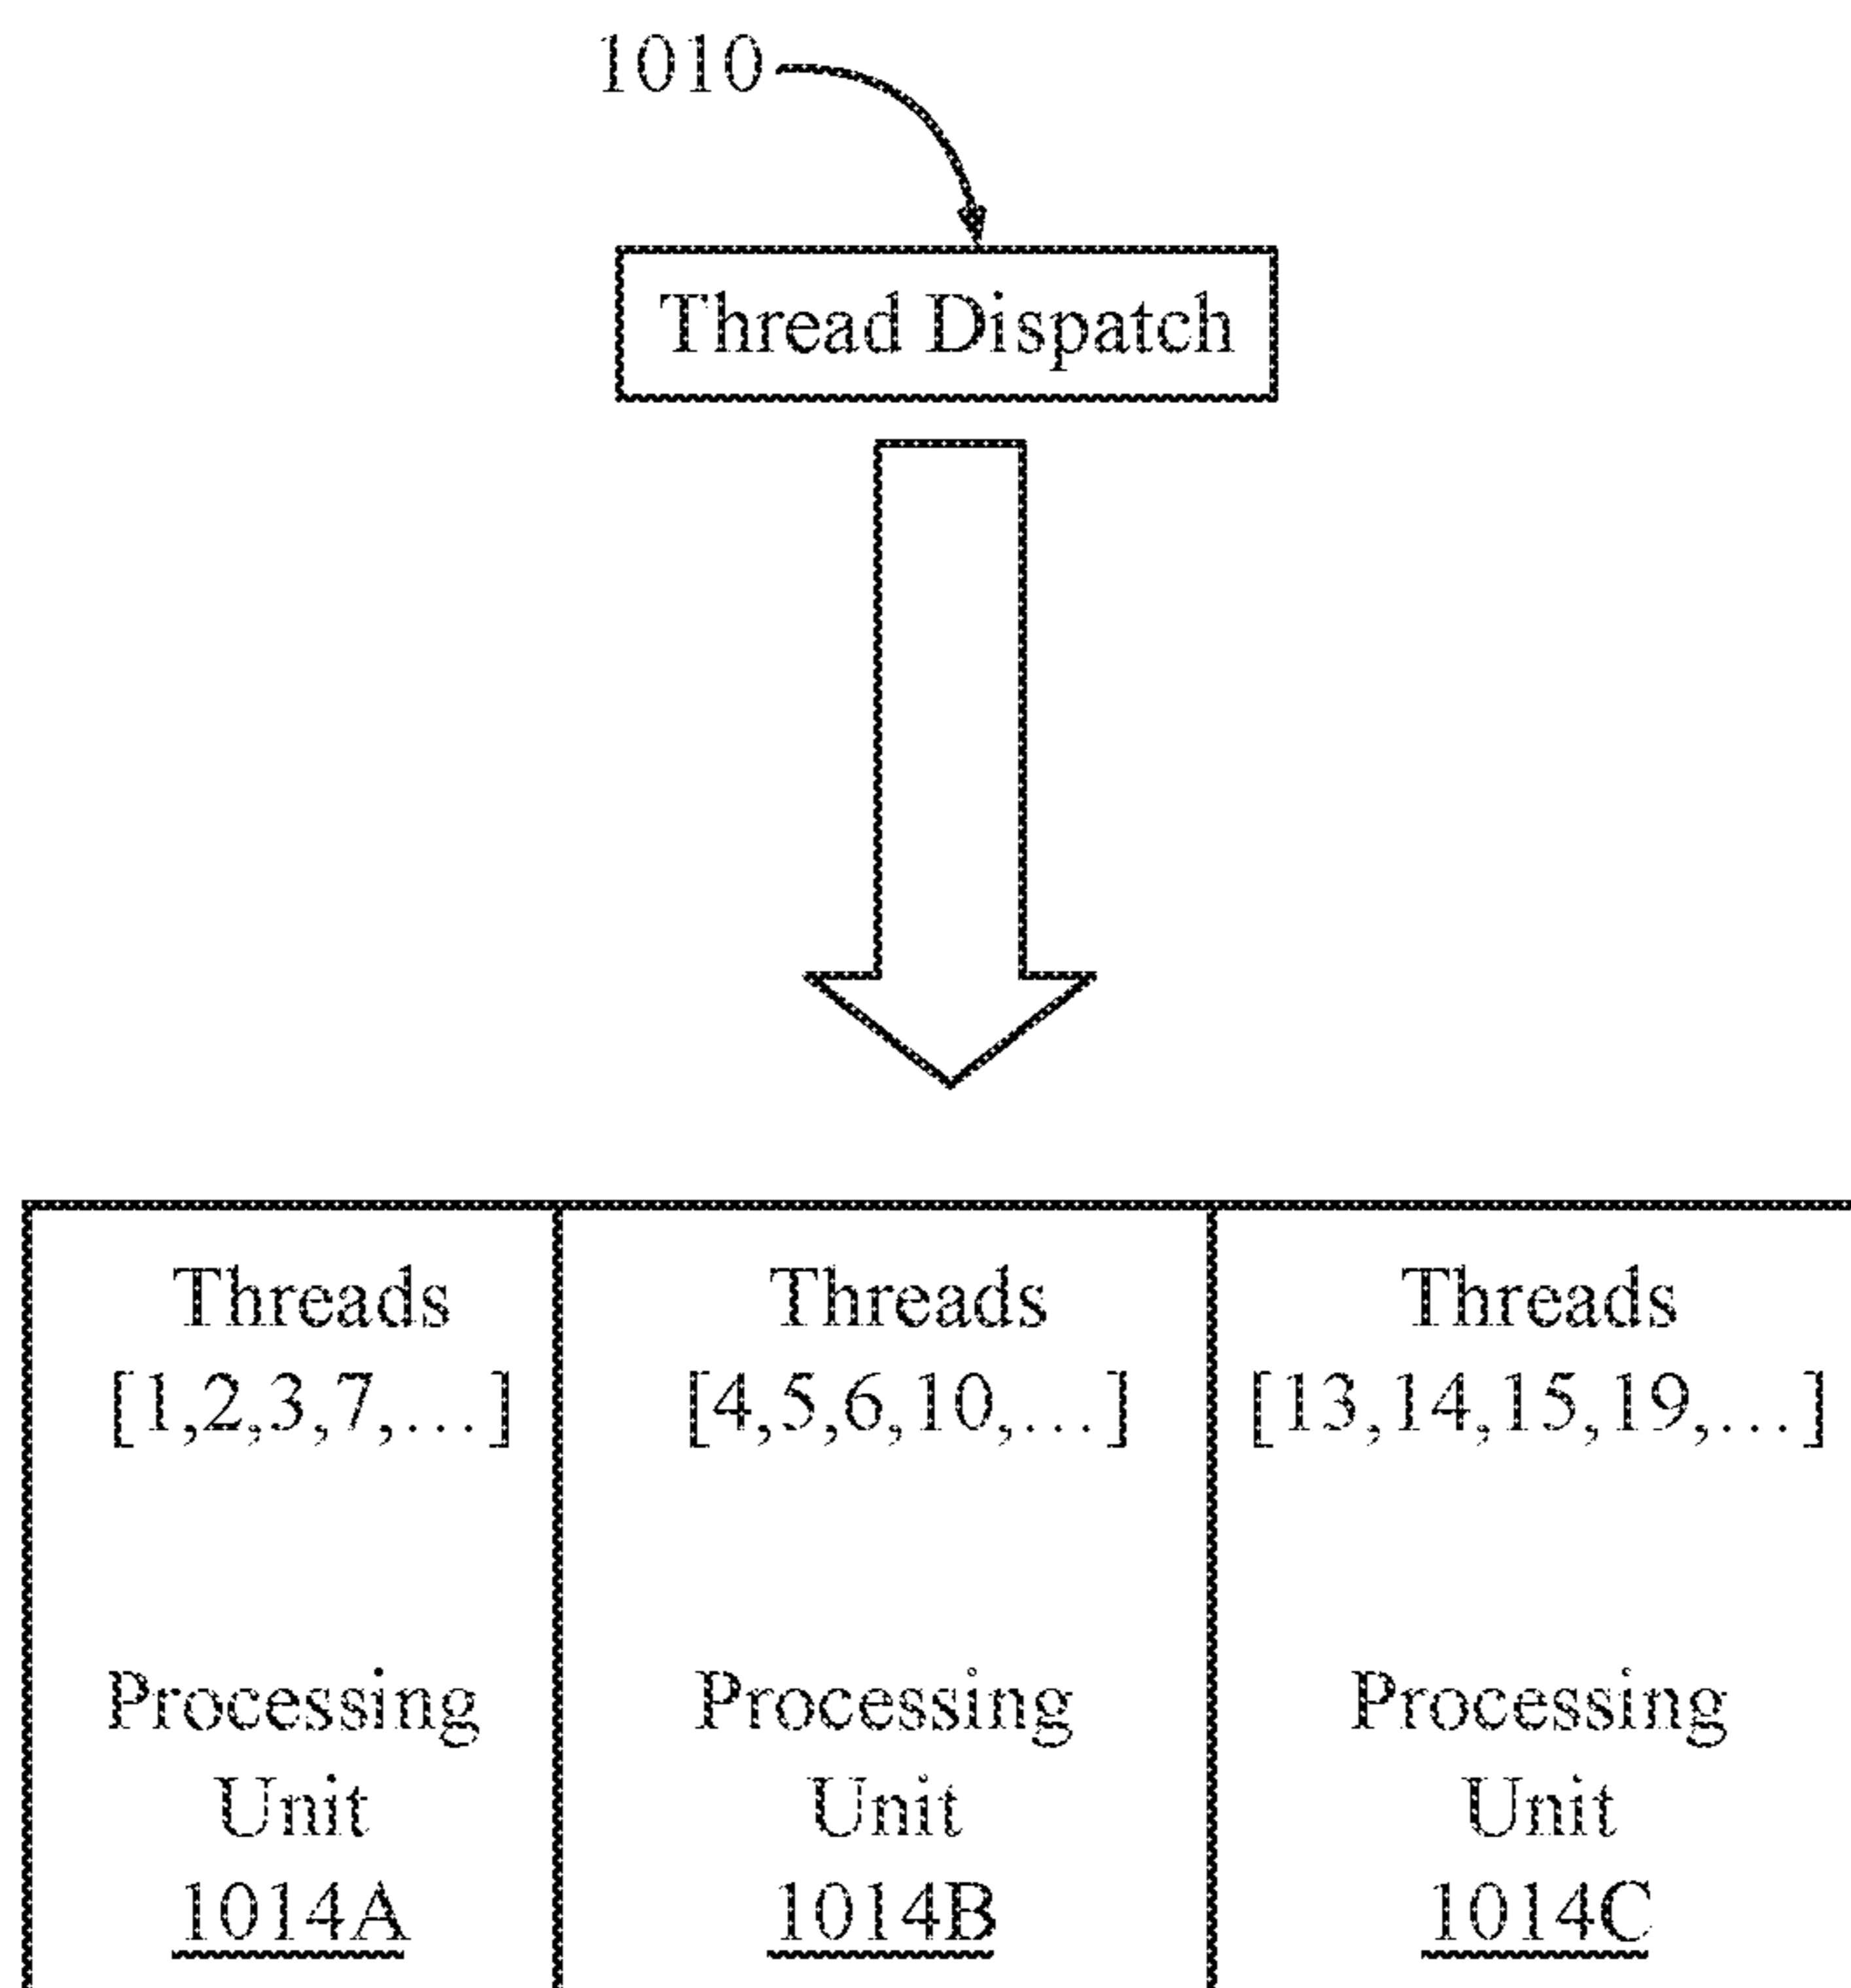 1010
Thread Dispatch
Threads
[1,2,3,7,...]
Processing
Unit
1014A
Threads
[4,5,6,10,...]
Processing
Unit
1014B
Threads
[13,14,15,19,...]
Processing
Unit
1014C